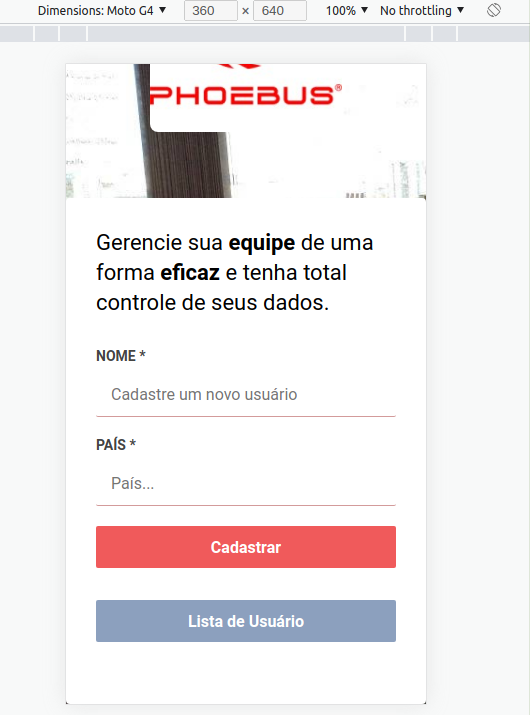 Dimensions: Moto G4 ▼ 360 × 640 100% ▼ No throttling ▼
PHOEBUS®
Gerencie sua equipe de uma
forma eficaz e tenha total
controle de seus dados.
NOME *
Cadastre um novo usuário
PAÍS *
País...
Cadastrar
Lista de Usuário